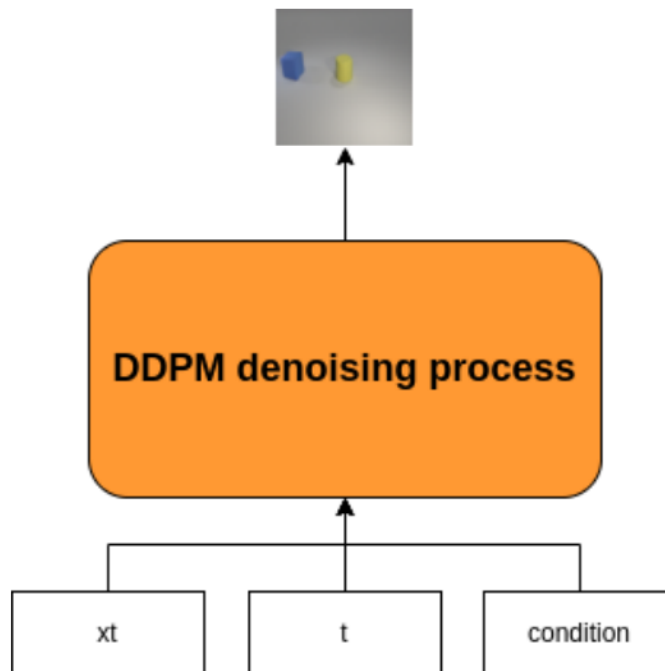 DDPM denoising process
xt
t
condition